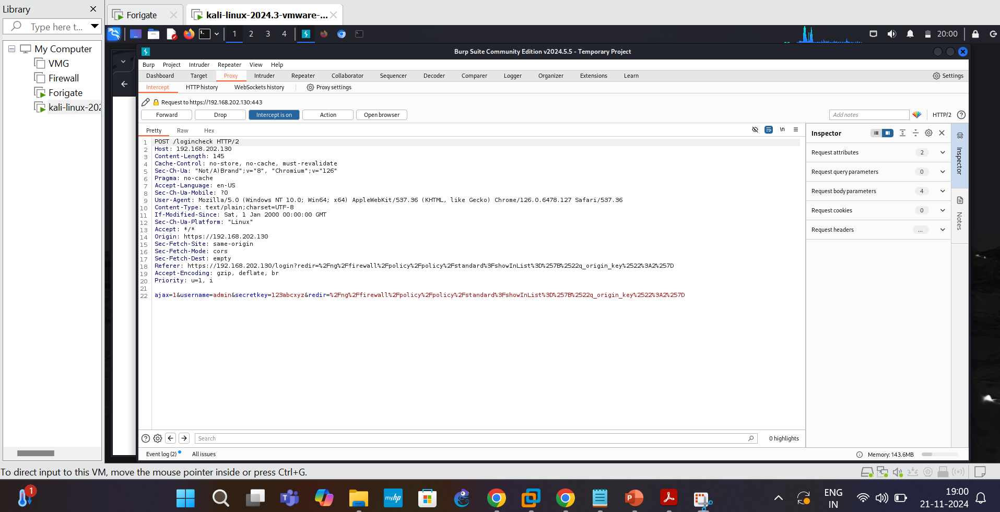 Library
Forigate
kali-linux-2024.3-vmware-...
Type here t...
My Computer
VMG
Firewall
Forigate
kali-linux-202
1 2 3 4
20:00
Burp Suite Community Edition v2024.5.5 - Temporary Project
Burp Project Intruder Repeater View Help
Dashboard Target Proxy Intruder Repeater Collaborator Sequencer Decoder Comparer Logger Organizer Extensions Learn Settings
Intercept HTTP history WebSockets history Proxy settings
Request to https://192.168.202.130:443
Forward Drop Intercept is on Action Open browser Add notes HTTP/2
Pretty Raw Hex \n
1 POST /logincheck HTTP/2
2 Host: 192.168.202.130
3 Content-Length: 145
4 Cache-Control: no-store, no-cache, must-revalidate
5 Sec-Ch-Ua: "Not/A)Brand";v="8", "Chromium";v="126"
6 Pragma: no-cache
7 Accept-Language: en-US
8 Sec-Ch-Ua-Mobile: ?0
9 User-Agent: Mozilla/5.0 (Windows NT 10.0; Win64; x64) AppleWebKit/537.36 (KHTML, like Gecko) Chrome/126.0.6478.127 Safari/537.36
10 Content-Type: text/plain;charset=UTF-8
11 If-Modified-Since: Sat, 1 Jan 2000 00:00:00 GMT
12 Sec-Ch-Ua-Platform: "Linux"
13 Accept: */*
14 Origin: https://192.168.202.130
15 Sec-Fetch-Site: same-origin
16 Sec-Fetch-Mode: cors
17 Sec-Fetch-Dest: empty
18 Referer: https://192.168.202.130/login?redir=%2Fng%2Ffirewall%2Fpolicy%2Fpolicy%2Fstandard%3FshowInList%3D%257B%2522q_origin_key%2522%3A2%257D
19 Accept-Encoding: gzip, deflate, br
20 Priority: u=1, i
21
22 ajax=1&username=admin&secretkey=123abcxyz&redir=%2Fng%2Ffirewall%2Fpolicy%2Fpolicy%2Fstandard%3FshowInList%3D%257B%2522q_origin_key%2522%3A2%257D
Inspector
Request attributes 2
Request query parameters 0
Request body parameters 4
Request cookies 0
Request headers ...
Inspector
Notes
Search
0 highlights
Event log (2) All issues
Memory: 143.6MB
To direct input to this VM, move the mouse pointer inside or press Ctrl+G.
1
myhp
P
ENG
IN
19:00
21-11-2024